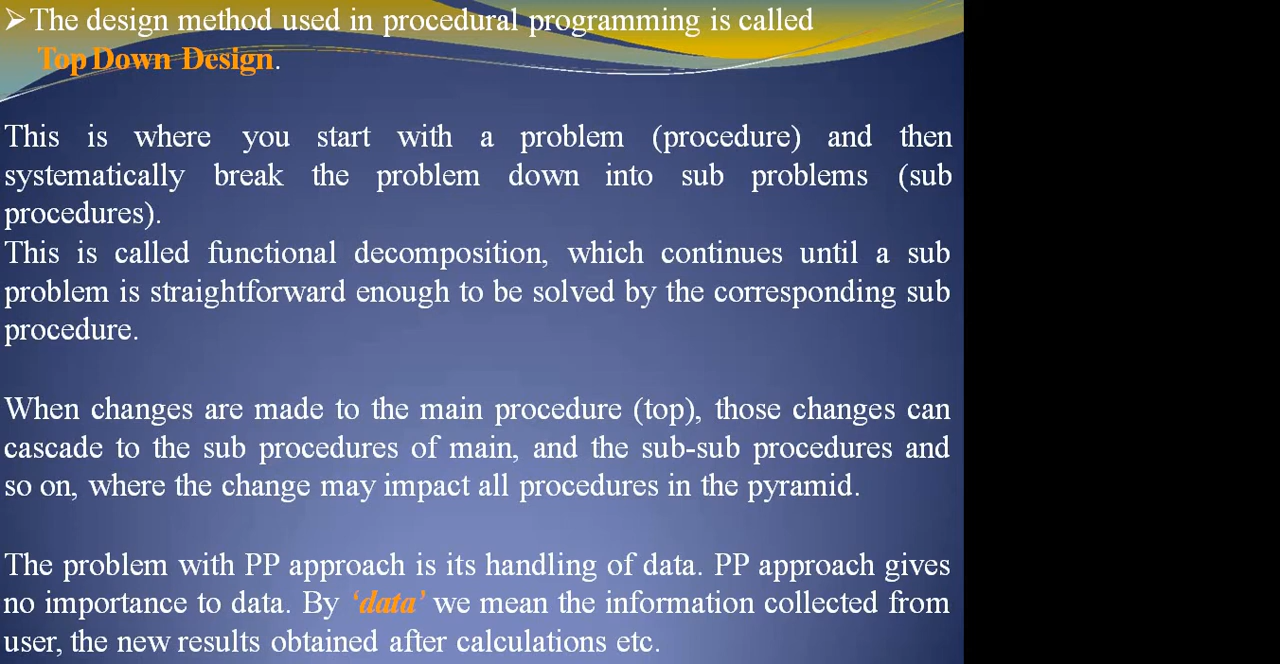 ➢The design method used in procedural programming is called
Top Down Design.
This is where you start with a problem (procedure) and then
systematically break the problem down into sub problems (sub
procedures).
This is called functional decomposition, which continues until a sub
problem is straightforward enough to be solved by the corresponding sub
procedure.
When changes are made to the main procedure (top), those changes can
cascade to the sub procedures of main, and the sub-sub procedures and
so on, where the change may impact all procedures in the pyramid.
The problem with PP approach is its handling of data. PP approach gives
no importance to data. By ‘data’ we mean the information collected from
user, the new results obtained after calculations etc.